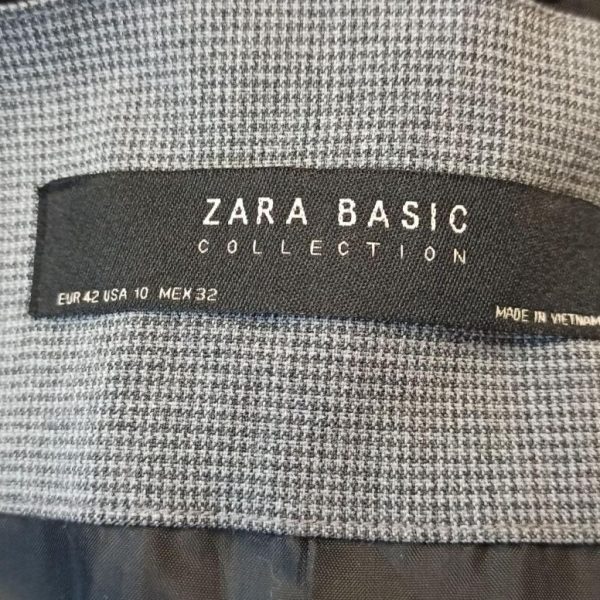 ZARA BASIC
COLLECTION
EUR 42 USA 10 MEX 32
MADE IN VIETNAM